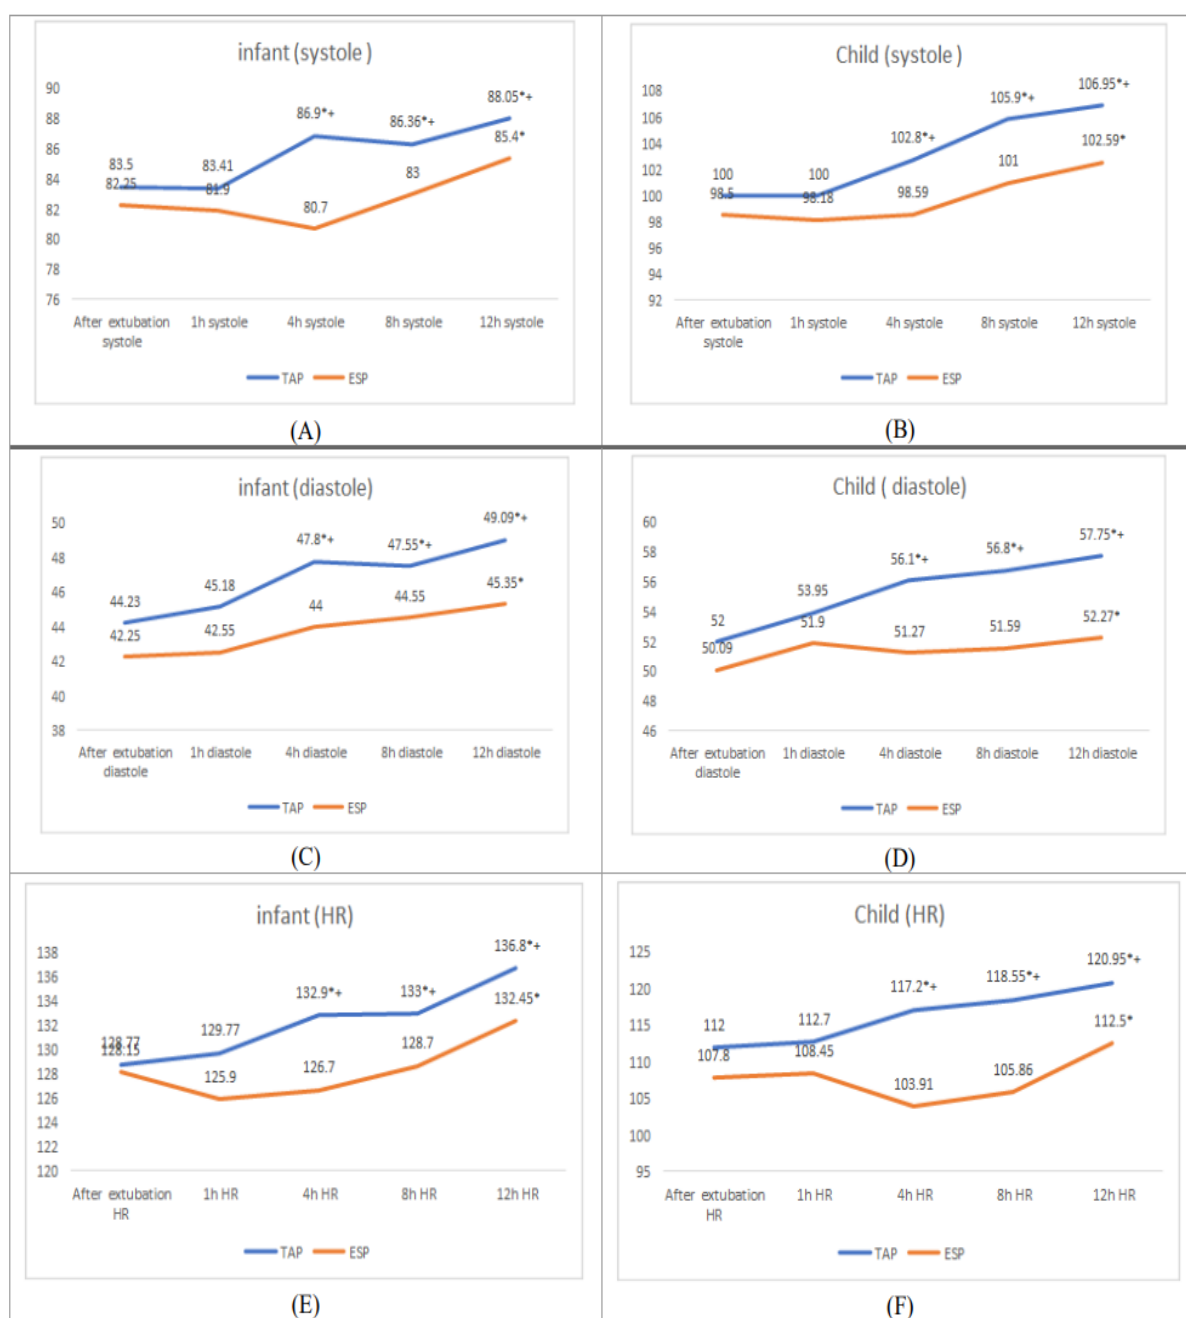 infant (systole )
90
88
86
84
82
80
78
76
83.5
83.41
86.9*+
86.36*+
88.05*+
82.25
81.9
80.7
83
85.4*
After extubation systole
1h systole
4h systole
8h systole
12h systole
TAP
ESP
(A)
Child (systole )
108
106
104
102
100
98
96
94
92
100
100
102.8*+
105.9*+
106.95*+
98.5
98.18
98.59
101
102.59*
After extubation systole
1h systole
4h systole
8h systole
12h systole
TAP
ESP
(B)
infant (diastole)
50
48
46
44
42
40
38
44.23
45.18
47.8*+
47.55*+
49.09*+
42.25
42.55
44
44.55
45.35*
After extubation diastole
1h diastole
4h diastole
8h diastole
12h diastole
TAP
ESP
(C)
Child ( diastole)
60
58
56
54
52
50
48
46
52
53.95
56.1*+
56.8*+
57.75*+
50.09
51.9
51.27
51.59
52.27*
After extubation diastole
1h diastole
4h diastole
8h diastole
12h diastole
TAP
ESP
(D)
infant (HR)
138
136
134
132
130
128
126
124
122
120
128.77
129.77
132.9*+
133*+
136.8*+
128.15
125.9
126.7
128.7
132.45*
After extubation HR
1h HR
4h HR
8h HR
12h HR
TAP
ESP
(E)
Child (HR)
125
120
115
110
105
100
95
112
112.7
117.2*+
118.55*+
120.95*+
107.8
108.45
103.91
105.86
112.5*
After extubation HR
1h HR
4h HR
8h HR
12h HR
TAP
ESP
(F)